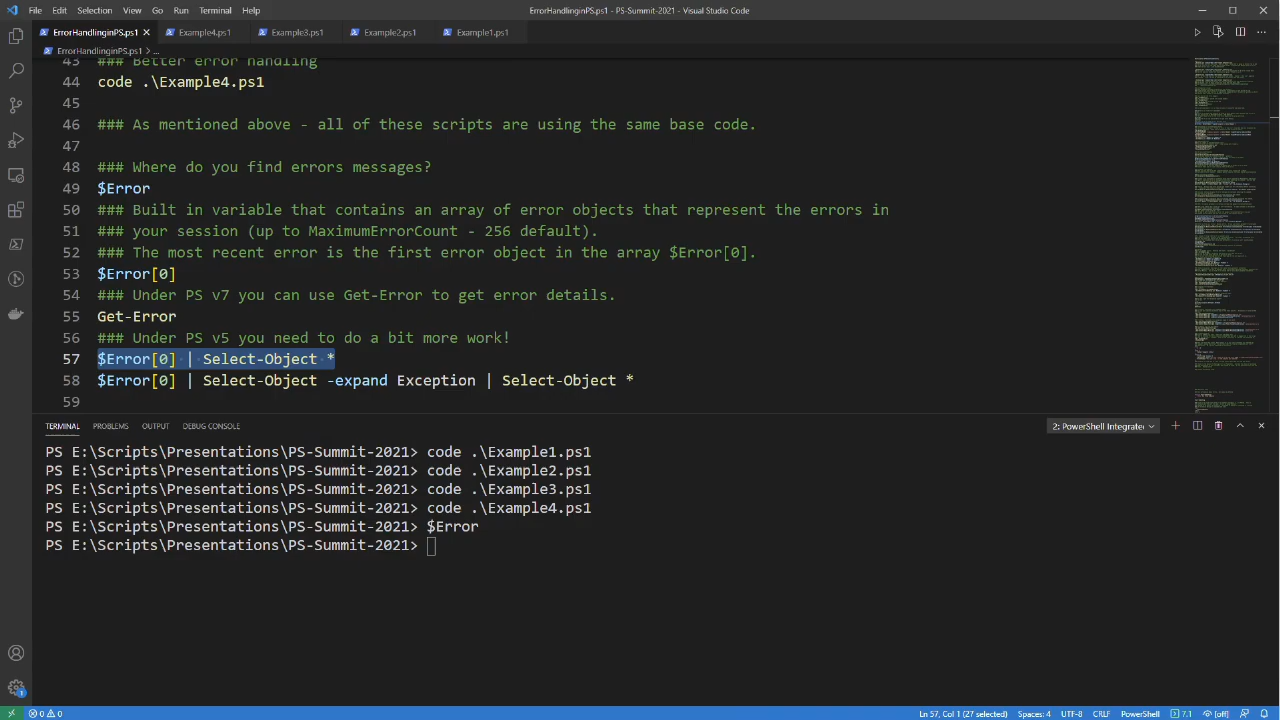 File Edit Selection View Go Run Terminal Help ErrorHandlinginPS.ps1 - PS-Summit-2021 - Visual Studio Code
ErrorHandlinginPS.ps1 Example4.ps1 Example3.ps1 Example2.ps1 Example1.ps1
ErrorHandlinginPS.ps1 > ...
43 ### Better error handling
44 code .\Example4.ps1
45
46 ### As mentioned above - all of these scripts are using the same base code.
47
48 ### Where do you find error messages?
49 $Error
50 ### Built in variable that contains an array of error objects that represent the errors in
51 ### your session (up to MaximumErrorCount - 256 default).
52 ### The most recent error is the first error object in the array $Error[0].
53 $Error[0]
54 ### Under PS v7 you can use Get-Error to get error details.
55 Get-Error
56 ### Under PS v5 you need to do a bit more work.
57 $Error[0] | Select-Object *
58 $Error[0] | Select-Object -expand Exception | Select-Object *
59
TERMINAL PROBLEMS OUTPUT DEBUG CONSOLE 2: PowerShell Integrate
PS E:\Scripts\Presentations\PS-Summit-2021> code .\Example1.ps1
PS E:\Scripts\Presentations\PS-Summit-2021> code .\Example2.ps1
PS E:\Scripts\Presentations\PS-Summit-2021> code .\Example3.ps1
PS E:\Scripts\Presentations\PS-Summit-2021> code .\Example4.ps1
PS E:\Scripts\Presentations\PS-Summit-2021> $Error
PS E:\Scripts\Presentations\PS-Summit-2021>
1
0 0 Ln 57, Col 1 (27 selected) Spaces: 4 UTF-8 CRLF PowerShell 7.1 [off]